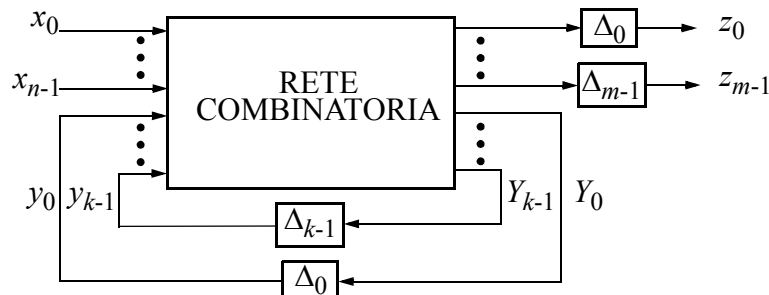 x0 Δ0 z0
xn-1 RETE Δm-1 zm-1
COMBINATORIA
y0 yk-1 Yk-1 Y0
Δk-1
Δ0